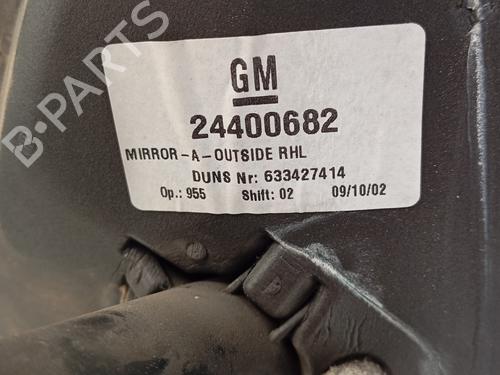 GM
24400682
MIRROR-A-OUTSIDE RHL
DUNS Nr: 633427414
Op.: 955 Shift: 02 09/10/02
B-PARTS